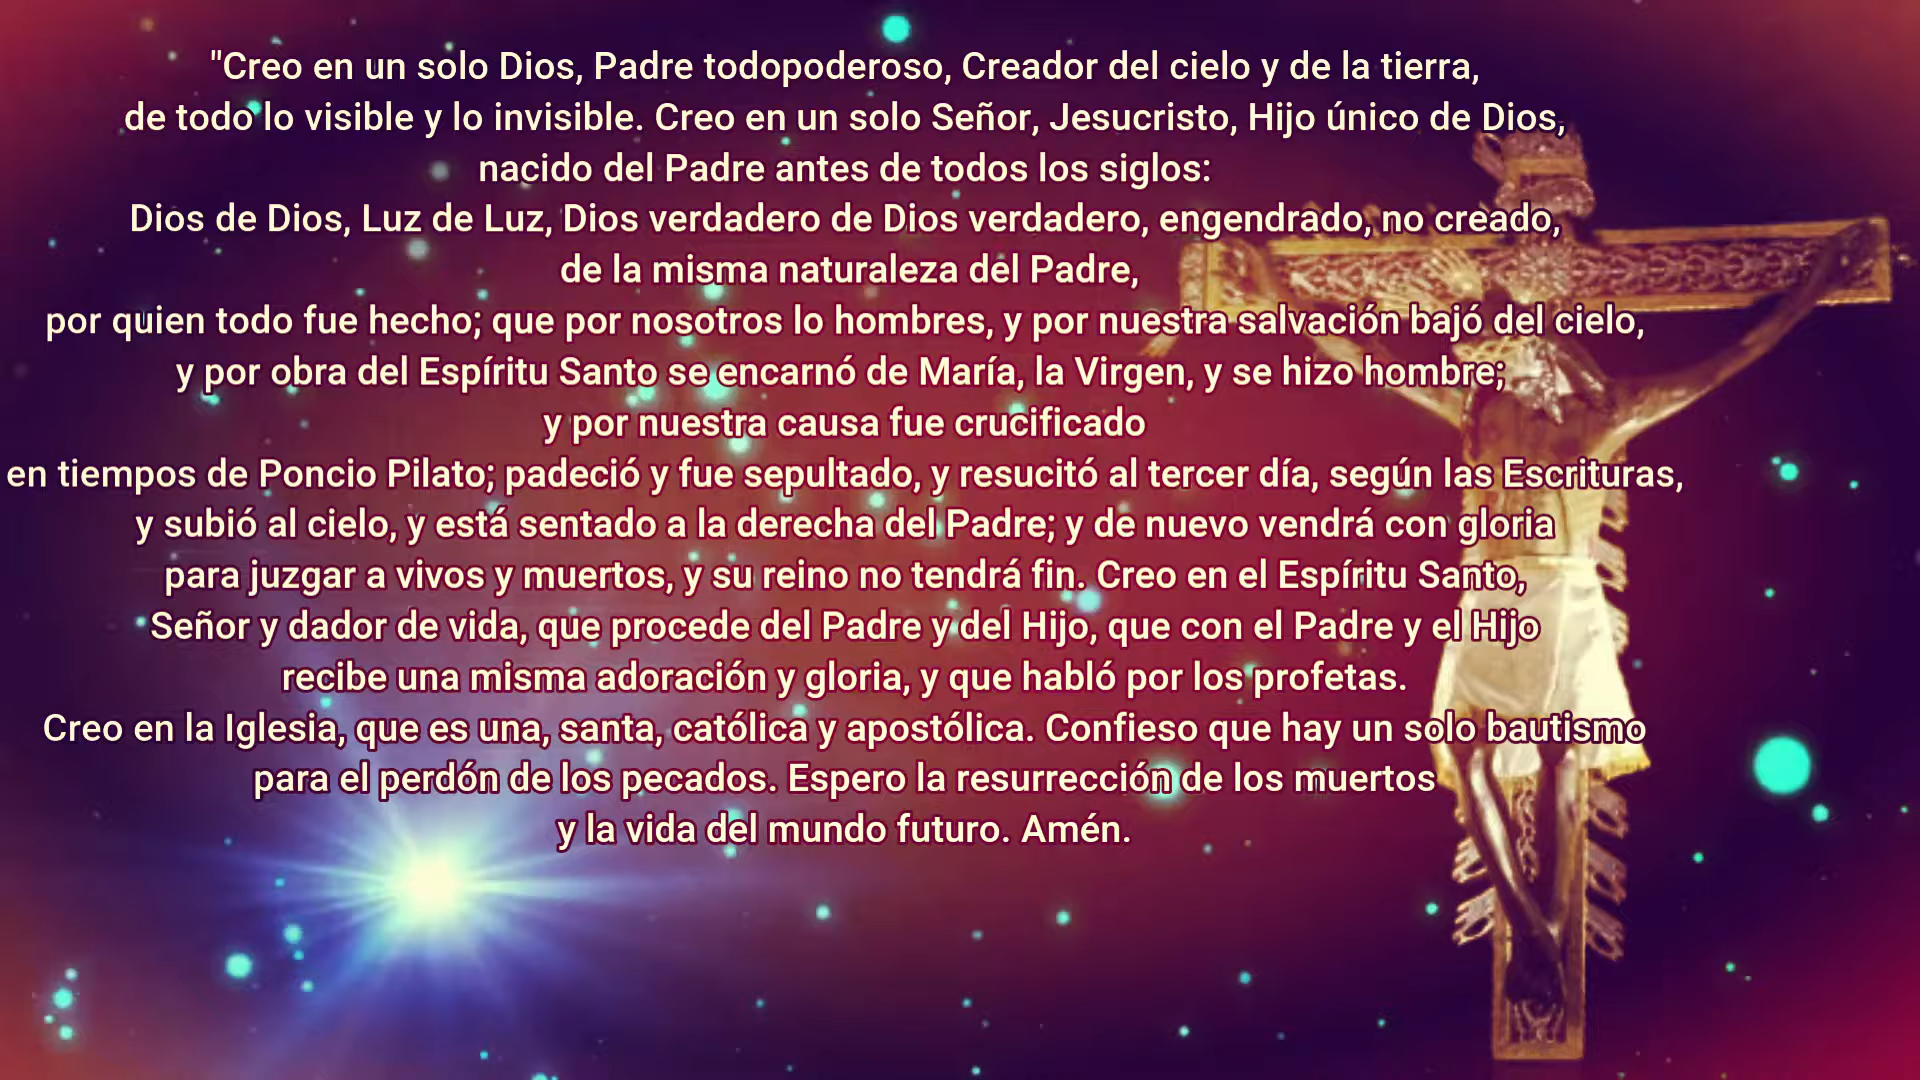 "Creo en un solo Dios, Padre todopoderoso, Creador del cielo y de la tierra,
de todo lo visible y lo invisible. Creo en un solo Señor, Jesucristo, Hijo único de Dios,
nacido del Padre antes de todos los siglos:
Dios de Dios, Luz de Luz, Dios verdadero de Dios verdadero, engendrado, no creado,
de la misma naturaleza del Padre,
por quien todo fue hecho; que por nosotros lo hombres, y por nuestra salvación bajó del cielo,
y por obra del Espíritu Santo se encarnó de María, la Virgen, y se hizo hombre;
y por nuestra causa fue crucificado
en tiempos de Poncio Pilato; padeció y fue sepultado, y resucitó al tercer día, según las Escrituras,
y subió al cielo, y está sentado a la derecha del Padre; y de nuevo vendrá con gloria
para juzgar a vivos y muertos, y su reino no tendrá fin. Creo en el Espíritu Santo,
Señor y dador de vida, que procede del Padre y del Hijo, que con el Padre y el Hijo
recibe una misma adoración y gloria, y que habló por los profetas.
Creo en la Iglesia, que es una, santa, católica y apostólica. Confieso que hay un solo bautismo
para el perdón de los pecados. Espero la resurrección de los muertos
y la vida del mundo futuro. Amén.